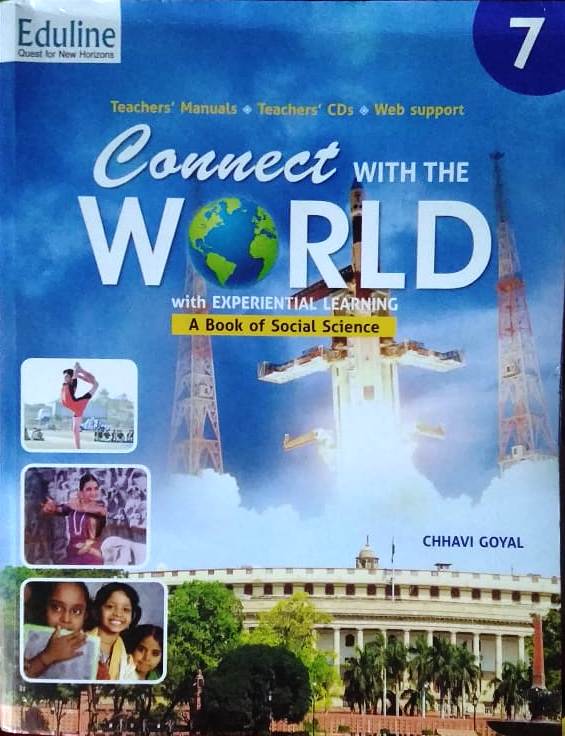 Eduline
Quest for New Horizons
7
Teachers' Manuals ◈ Teachers' CDs ◈ Web support
Connect WITH THE
WORLD
with EXPERIENTIAL LEARNING
A Book of Social Science
CHHAVI GOYAL